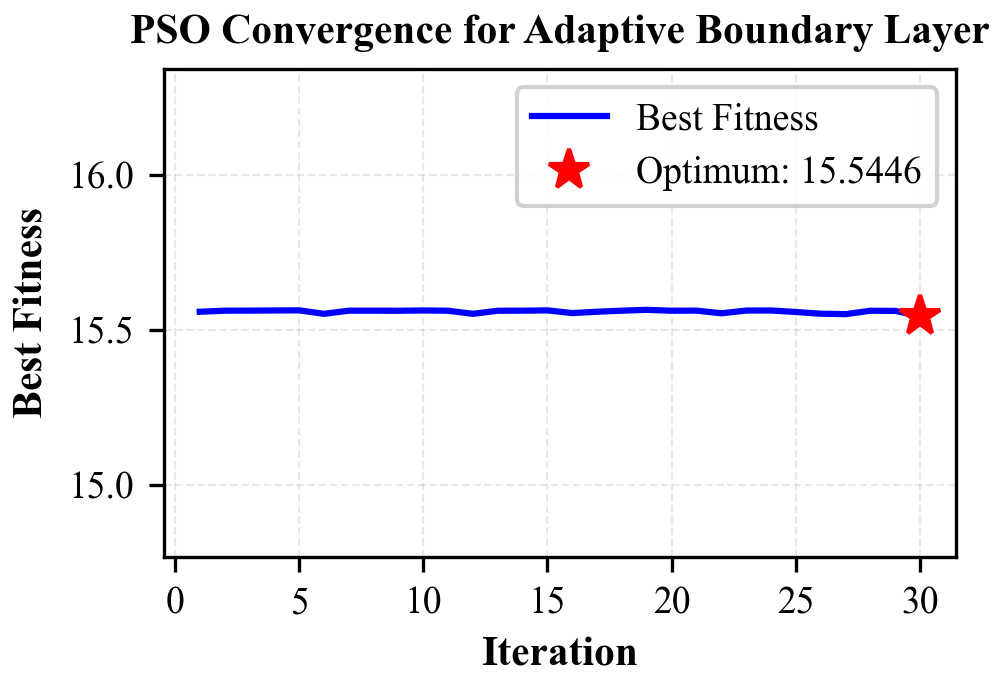 PSO Convergence for Adaptive Boundary Layer
Best Fitness
Optimum: 15.5446
16.0
15.5
15.0
Best Fitness
0 5 10 15 20 25 30
Iteration